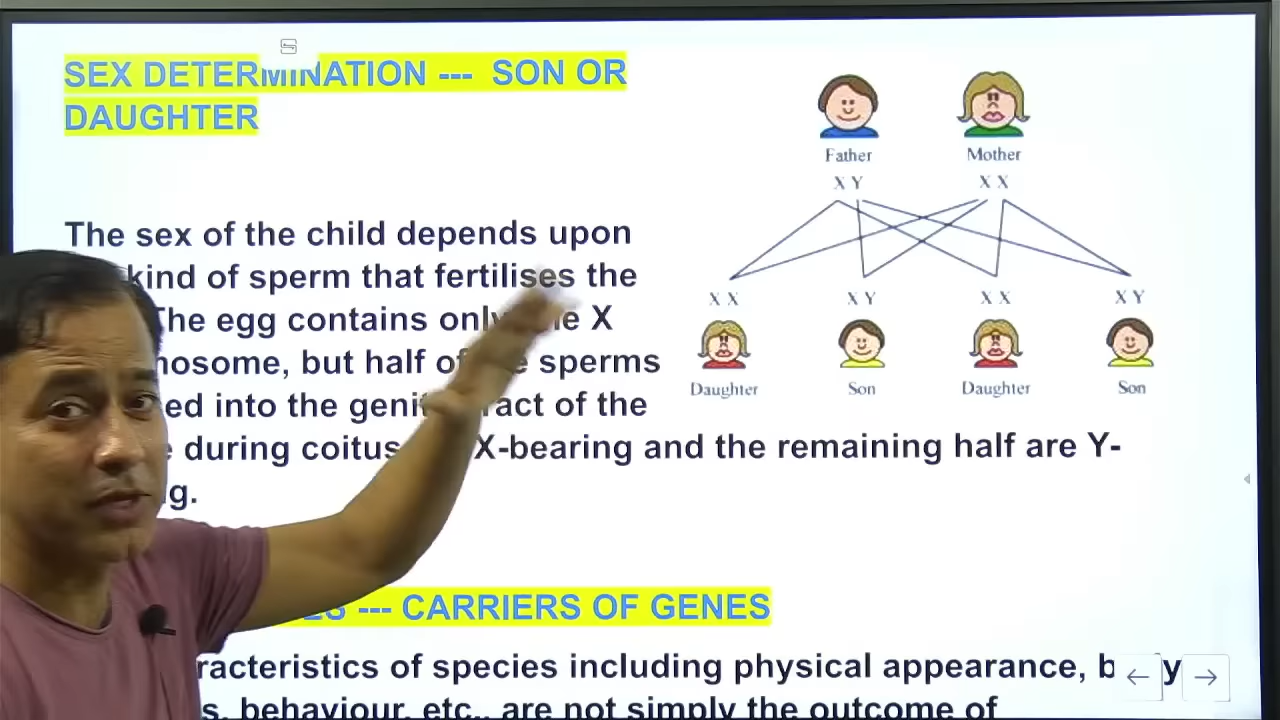 SEX DETERMINATION --- SON OR
DAUGHTER
Father
Mother
X Y
X X
The sex of the child depends upon
kind of sperm that fertilises the
The egg contains only X
mosome, but half of sperms
ed into the genit act of the
during coitus X-bearing and the remaining half are Y-
g.
X X
X Y
X X
X Y
Daughter
Son
Daughter
Son
ES --- CARRIERS OF GENES
racteristics of species including physical appearance, b y
s, behaviour, etc., are not simply the outcome of